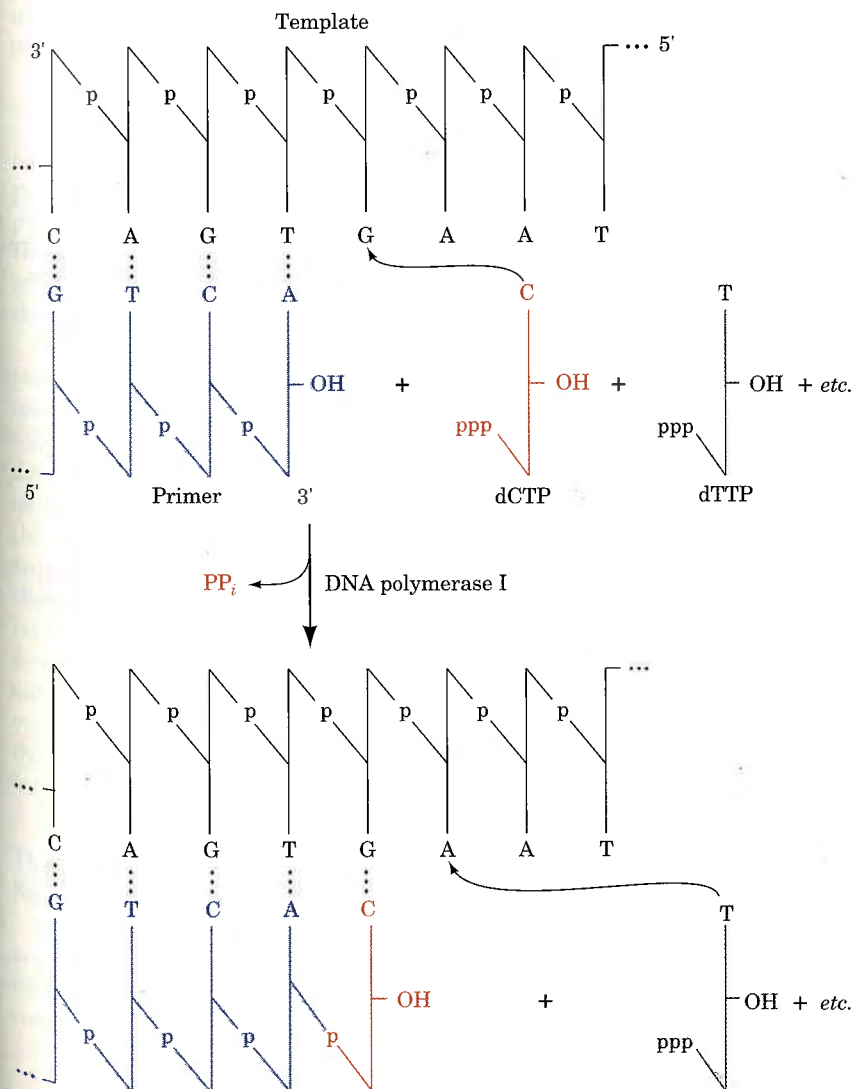 Template
3' ... 5'
p p p p p p p
...
C A G T G A A T
G T C A C T
OH + OH + OH + etc.
p p p ppp ppp
... 5' Primer 3' dCTP dTTP
PPi DNA polymerase I
...
p p p p p p p
...
C A G T G A A T
G T C A C T
OH + OH + etc.
p p p p ppp
...